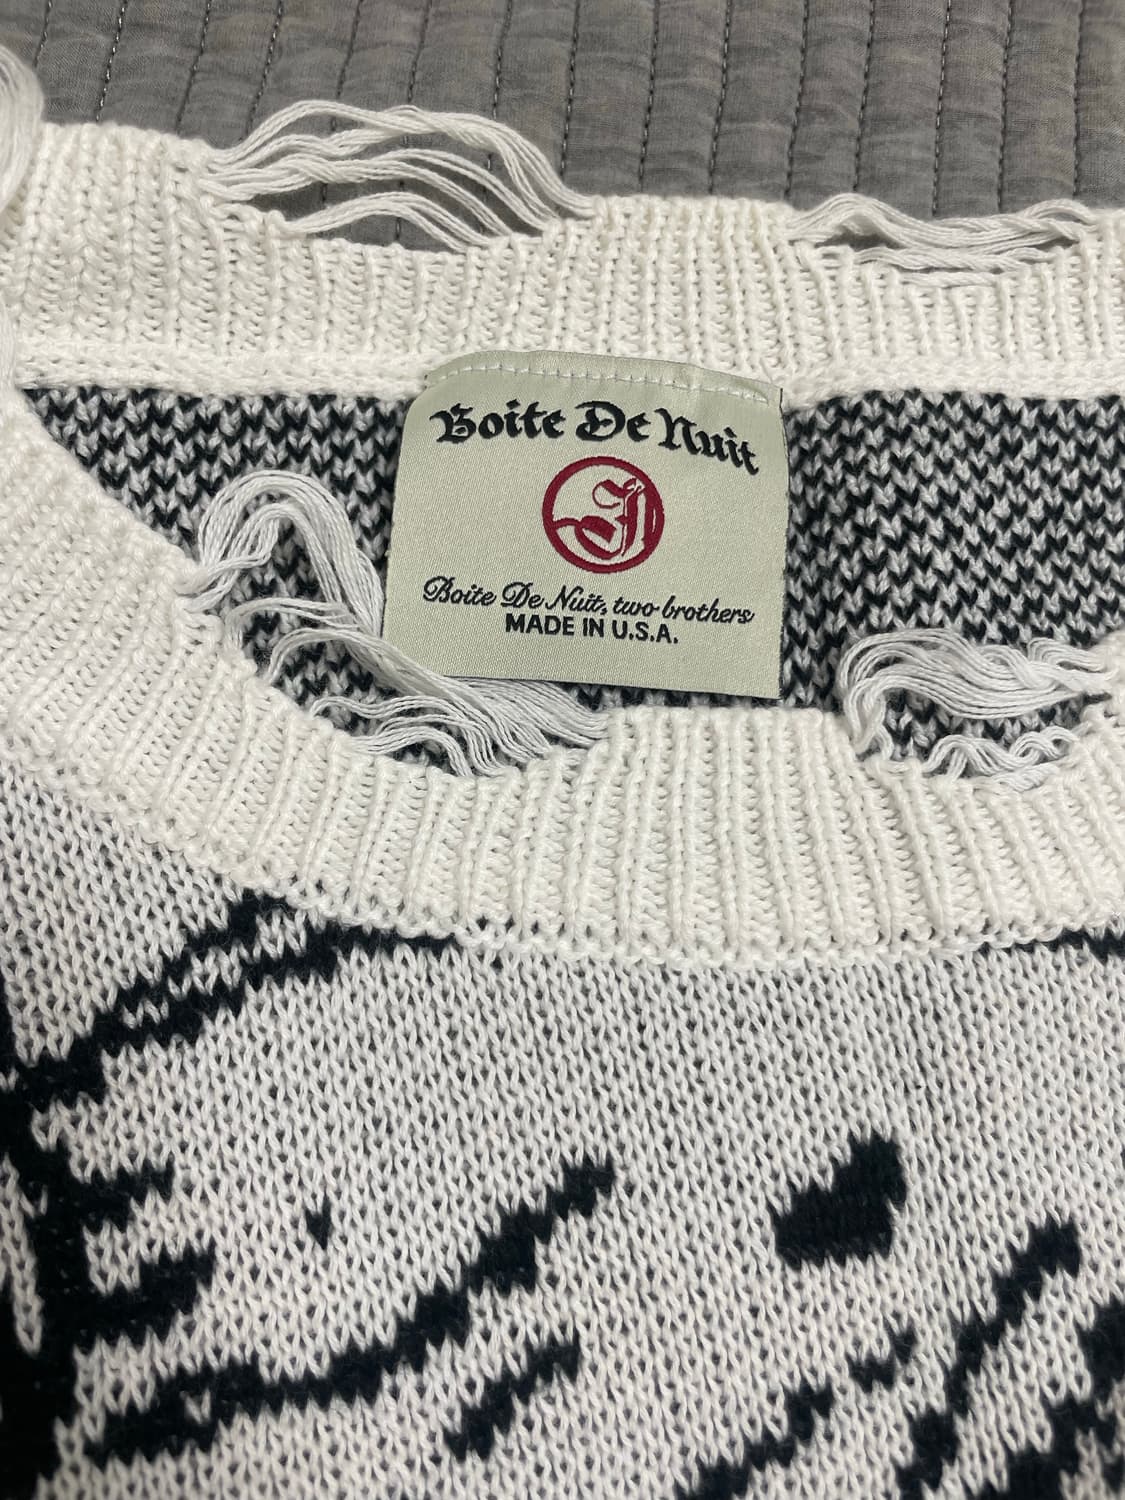 Boite De Nuit
Boite De Nuit, two brothers
MADE IN U.S.A.